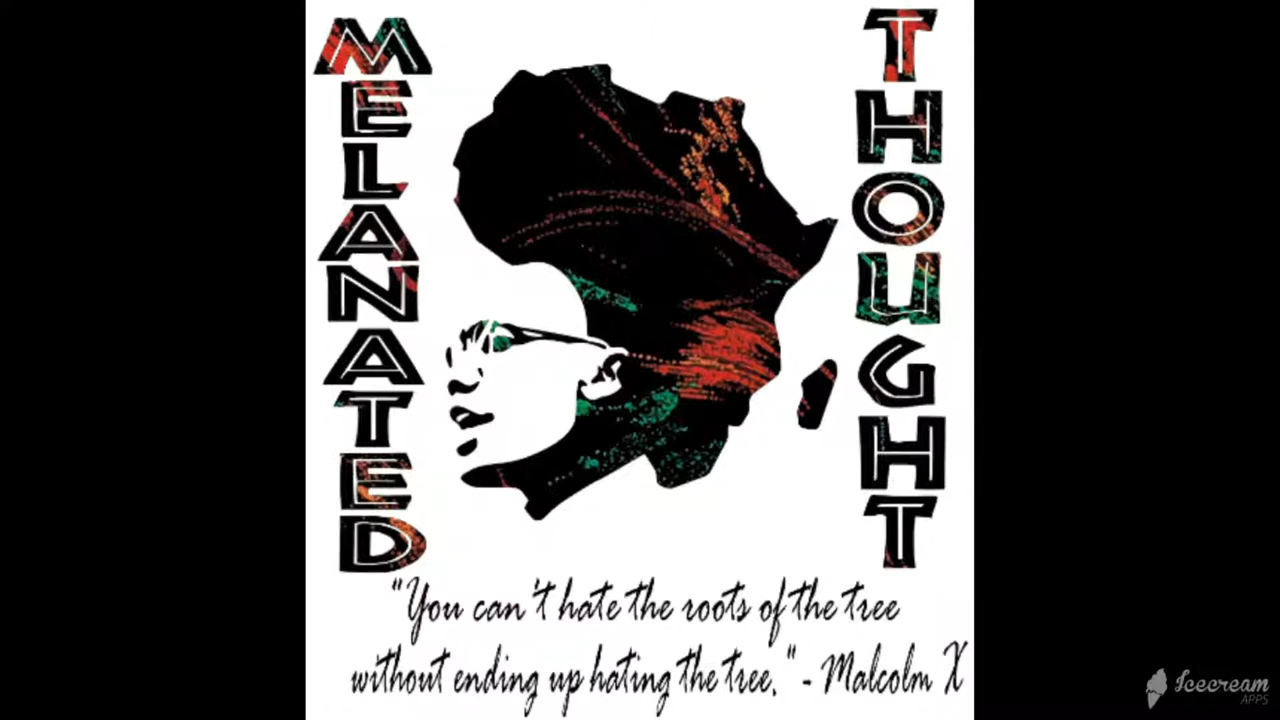 MELANATED
THOUGHT
"You can't hate the roots of the tree
without ending up hating the tree." - Malcolm X
Icecream
APPS